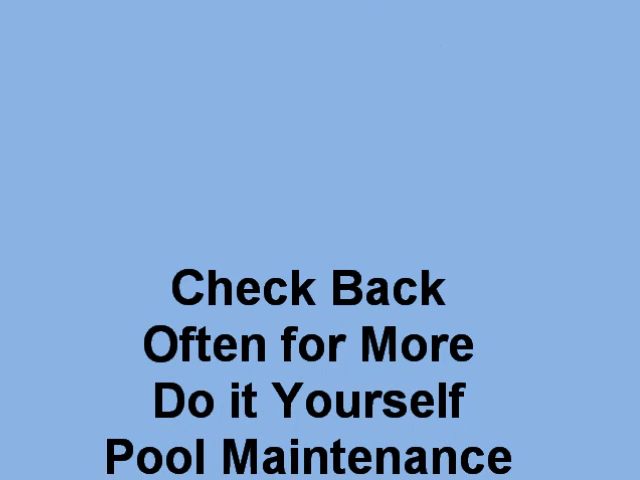 Check Back
Often for More
Do it Yourself
Pool Maintenance